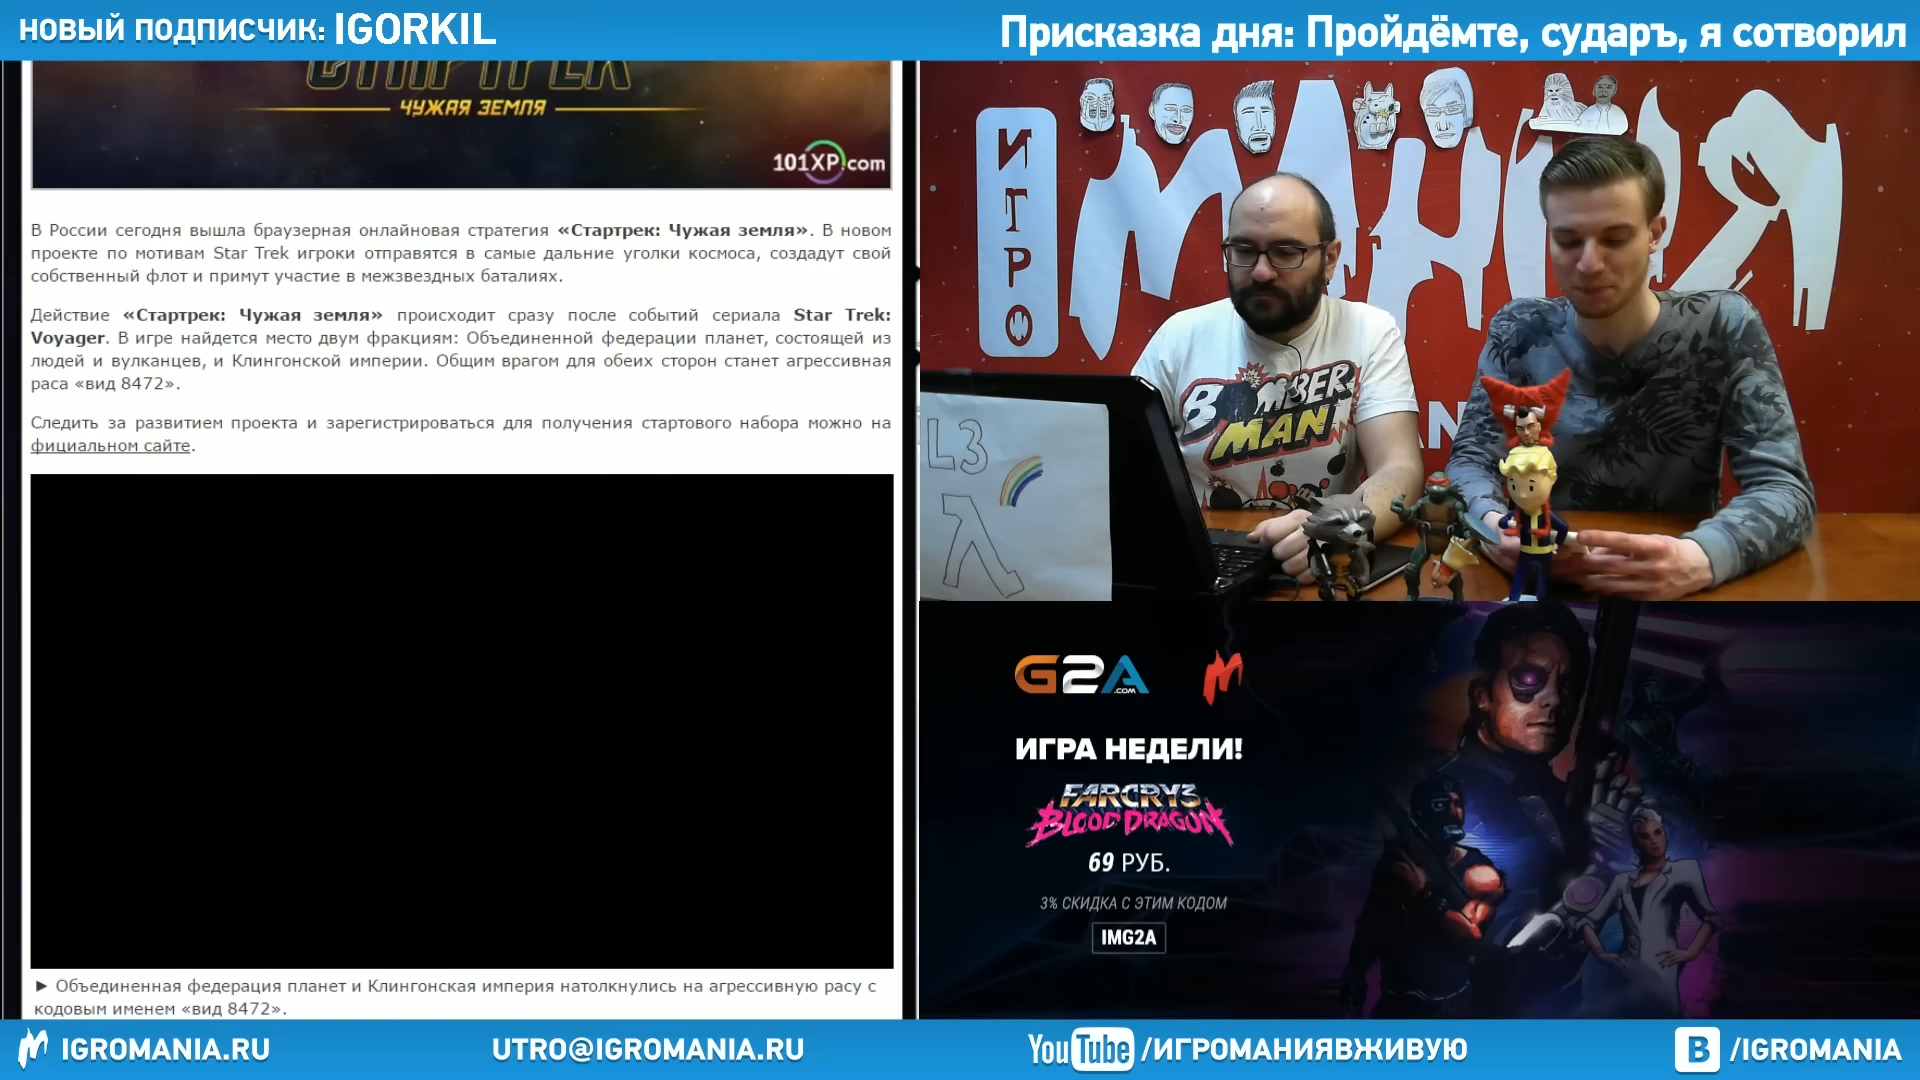 НОВЫЙ ПОДПИСЧИК: IGORKIL
Присказка дня: Пройдёмте, сударъ, я сотворил
СТАРТРЕК
ЧУЖАЯ ЗЕМЛЯ
101XP.com
В России сегодня вышла браузерная онлайновая стратегия «Стартрек: Чужая земля». В новом
проекте по мотивам Star Trek игроки отправятся в самые дальние уголки космоса, создадут свой
собственный флот и примут участие в межзвездных баталиях.
Действие «Стартрек: Чужая земля» происходит сразу после событий сериала Star Trek:
Voyager. В игре найдется место двум фракциям: Объединенной федерации планет, состоящей из
людей и вулканцев, и Клингонской империи. Общим врагом для обеих сторон станет агрессивная
раса «вид 8472».
Следить за развитием проекта и зарегистрироваться для получения стартового набора можно на
фициальном сайте.
► Объединенная федерация планет и Клингонская империя натолкнулись на агрессивную расу с
кодовым именем «вид 8472».
ИГРО
МАНИЯ
BOMBER
MAN
L3
λ
G2A
.COM
ИГРА НЕДЕЛИ!
FARCRY3
BLOOD DRAGON
69 РУБ.
3% СКИДКА С ЭТИМ КОДОМ
IMG2A
IGROMANIA.RU
UTRO@IGROMANIA.RU
YouTube /ИГРОМАНИЯВЖИВУЮ
В /IGROMANIA